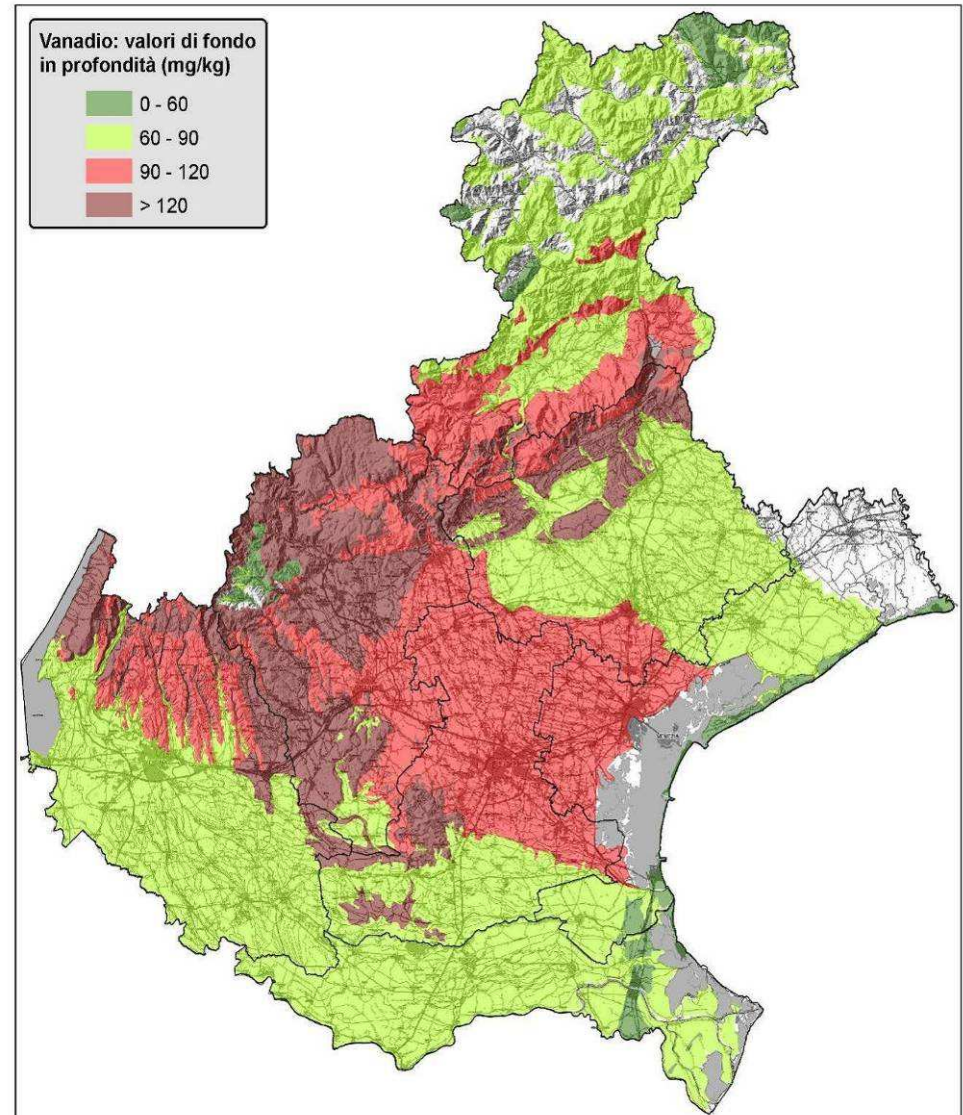 Vanadio: valori di fondo
in profondità (mg/kg)
0 - 60
60 - 90
90 - 120
> 120